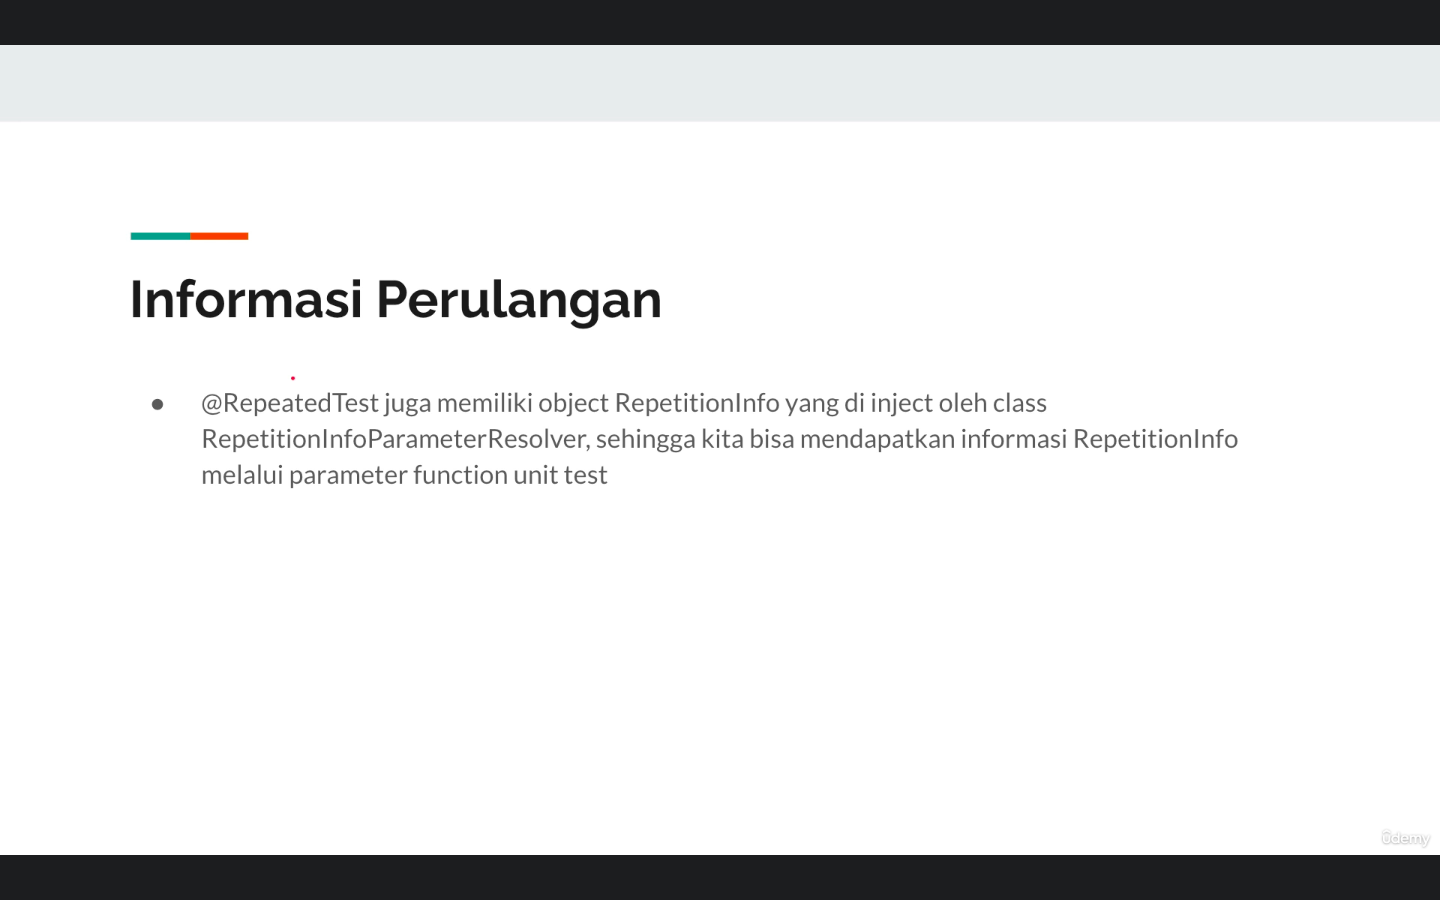 Informasi Perulangan
● @RepeatedTest juga memiliki object RepetitionInfo yang di inject oleh class
RepetitionInfoParameterResolver, sehingga kita bisa mendapatkan informasi RepetitionInfo
melalui parameter function unit test
ûdemy